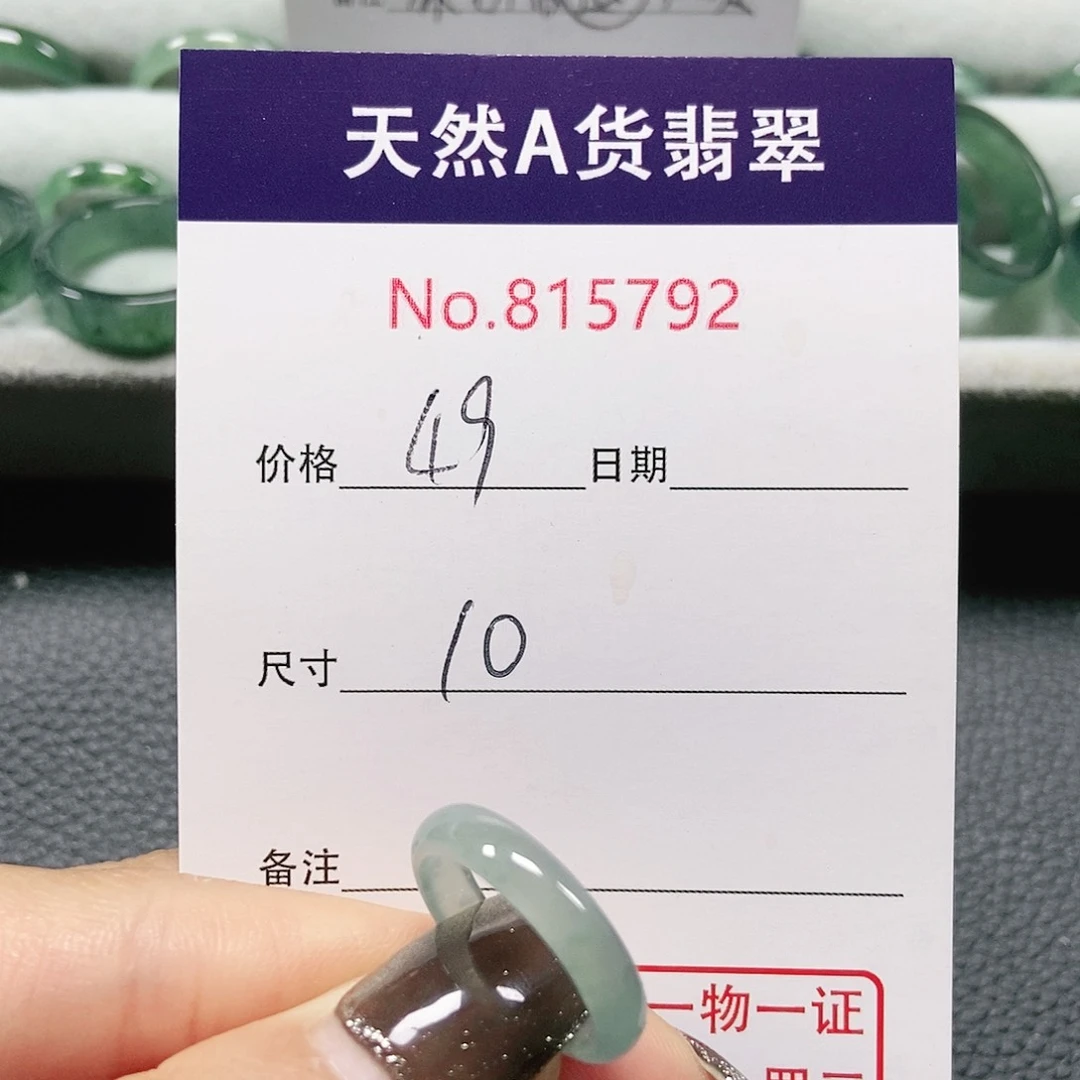 天然A货翡翠
No.815792
价格 49 日期
尺寸 10
备注
一物一证